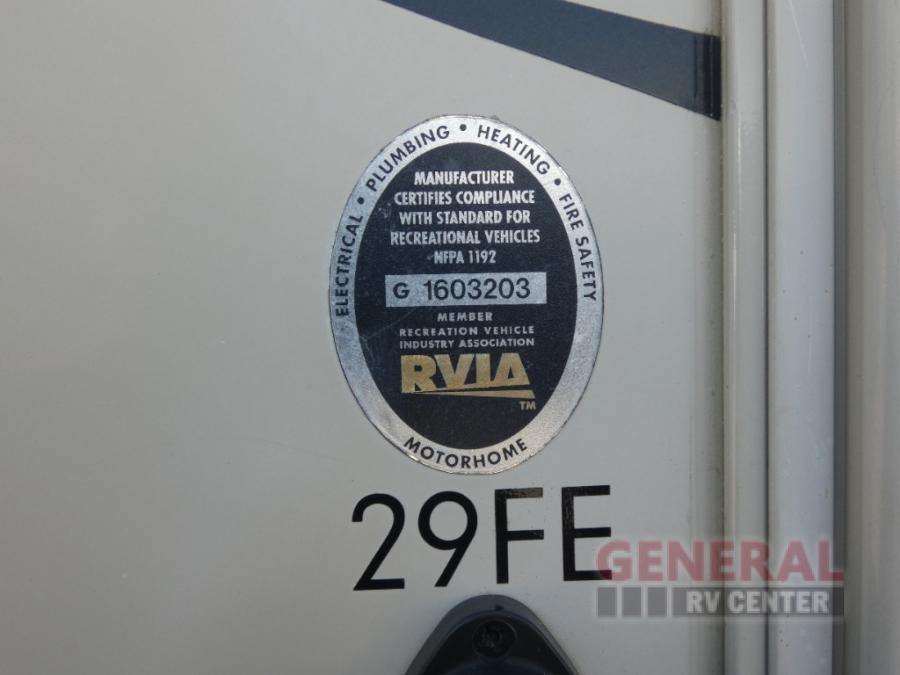 ELECTRICAL • PLUMBING • HEATING • FIRE SAFETY
MANUFACTURER
CERTIFIES COMPLIANCE
WITH STANDARD FOR
RECREATIONAL VEHICLES
NFPA 1192
G 1603203
MEMBER
RECREATION VEHICLE
INDUSTRY ASSOCIATION
RVIA
TM
MOTORHOME
29FE
GENERAL
RV CENTER